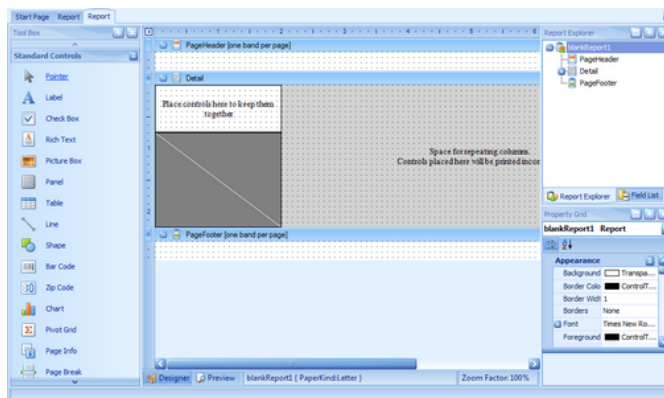 Start Page Report Report
Tool Box
Standard Controls
Pointer
Label
Check Box
Rich Text
Picture Box
Panel
Table
Line
Shape
Bar Code
Zip Code
Chart
Pivot Grid
Page Info
Page Break
PageHeader [one band per page]
Detail
Place controls here to keep them
together
Space for repeating columns.
Controls placed here will be printed incor
PageFooter [one band per page]
Designer Preview blankReport1 { PaperKind:Letter } Zoom Factor: 100%
Report Explorer
blankReport1
PageHeader
Detail
PageFooter
Report Explorer Field List
Property Grid
blankReport1 Report
Appearance
Background Transpa...
Border Colo ControlT...
Border Widt 1
Borders None
Font Times New Ro...
Foreground ControlT...